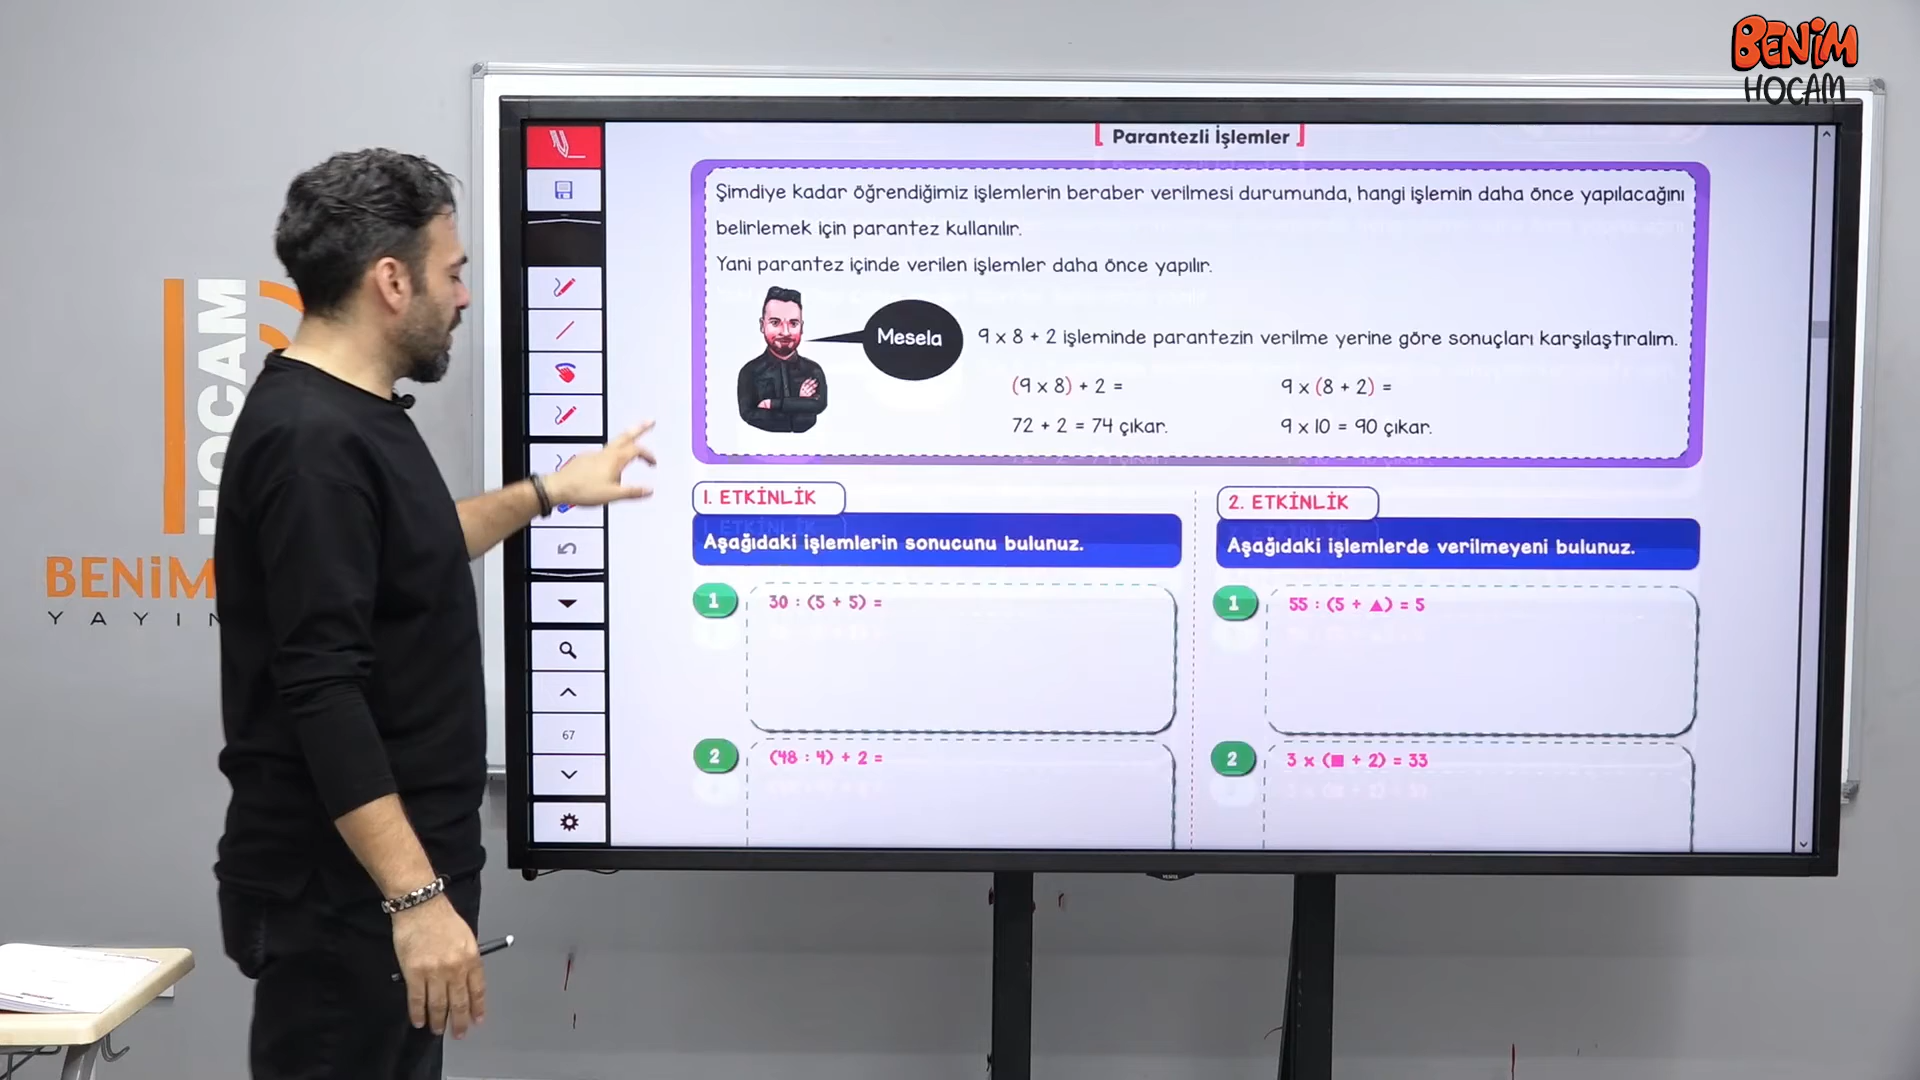 BENİM
HOCAM
[ Parantezli İşlemler ]
Şimdiye kadar öğrendiğimiz işlemlerin beraber verilmesi durumunda, hangi işlemin daha önce yapılacağını
belirlemek için parantez kullanılır.
Yani parantez içinde verilen işlemler daha önce yapılır.
Mesela
9 x 8 + 2 işleminde parantezin verilme yerine göre sonuçları karşılaştıralım.
(9 x 8) + 2 =
9 x (8 + 2) =
72 + 2 = 74 çıkar.
9 x 10 = 90 çıkar.
1. ETKİNLİK
Aşağıdaki işlemlerin sonucunu bulunuz.
1
30 : (5 + 5) =
2
(48 : 4) + 2 =
2. ETKİNLİK
Aşağıdaki işlemlerde verilmeyeni bulunuz.
1
55 : (5 + ▲) = 5
2
3 x (■ + 2) = 33
67
HOCAM
BENİM
YAYIN